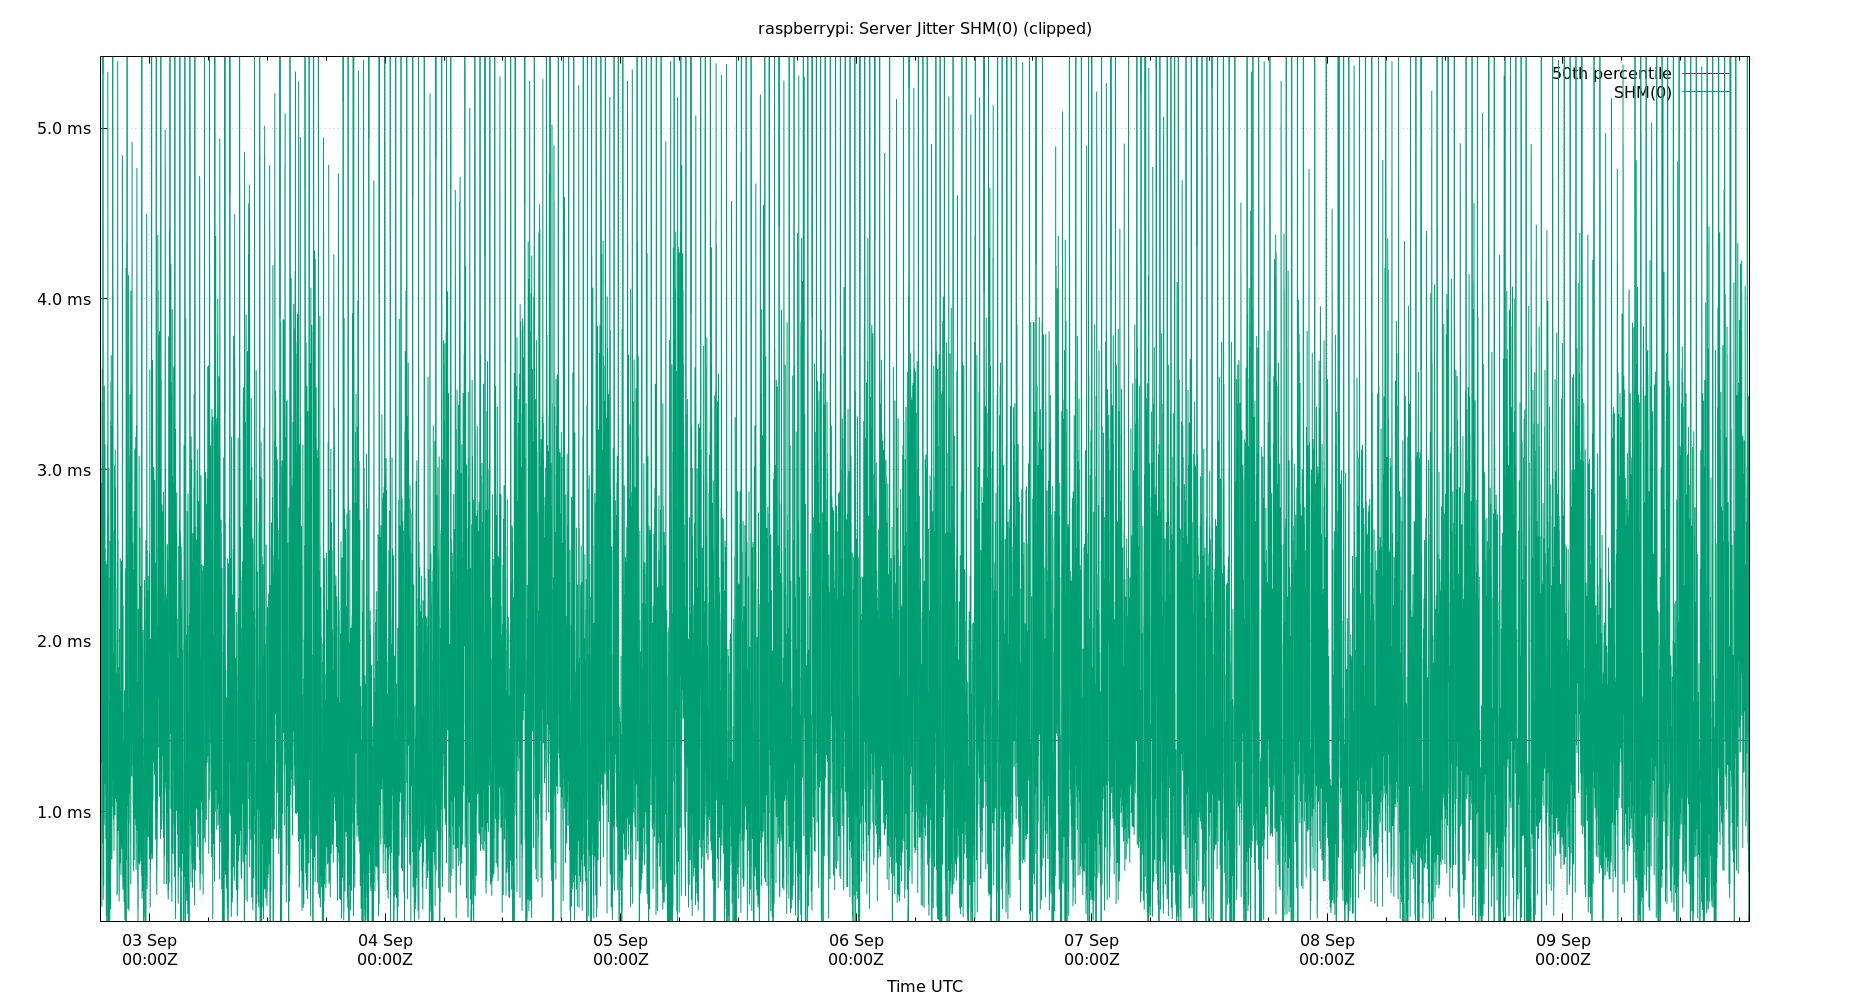 raspberrypi: Server Jitter SHM(0) (clipped)
50th percentile
SHM(0)
5.0 ms
4.0 ms
3.0 ms
2.0 ms
1.0 ms
03 Sep 04 Sep 05 Sep 06 Sep 07 Sep 08 Sep 09 Sep
00:00Z 00:00Z 00:00Z 00:00Z 00:00Z 00:00Z 00:00Z
Time UTC